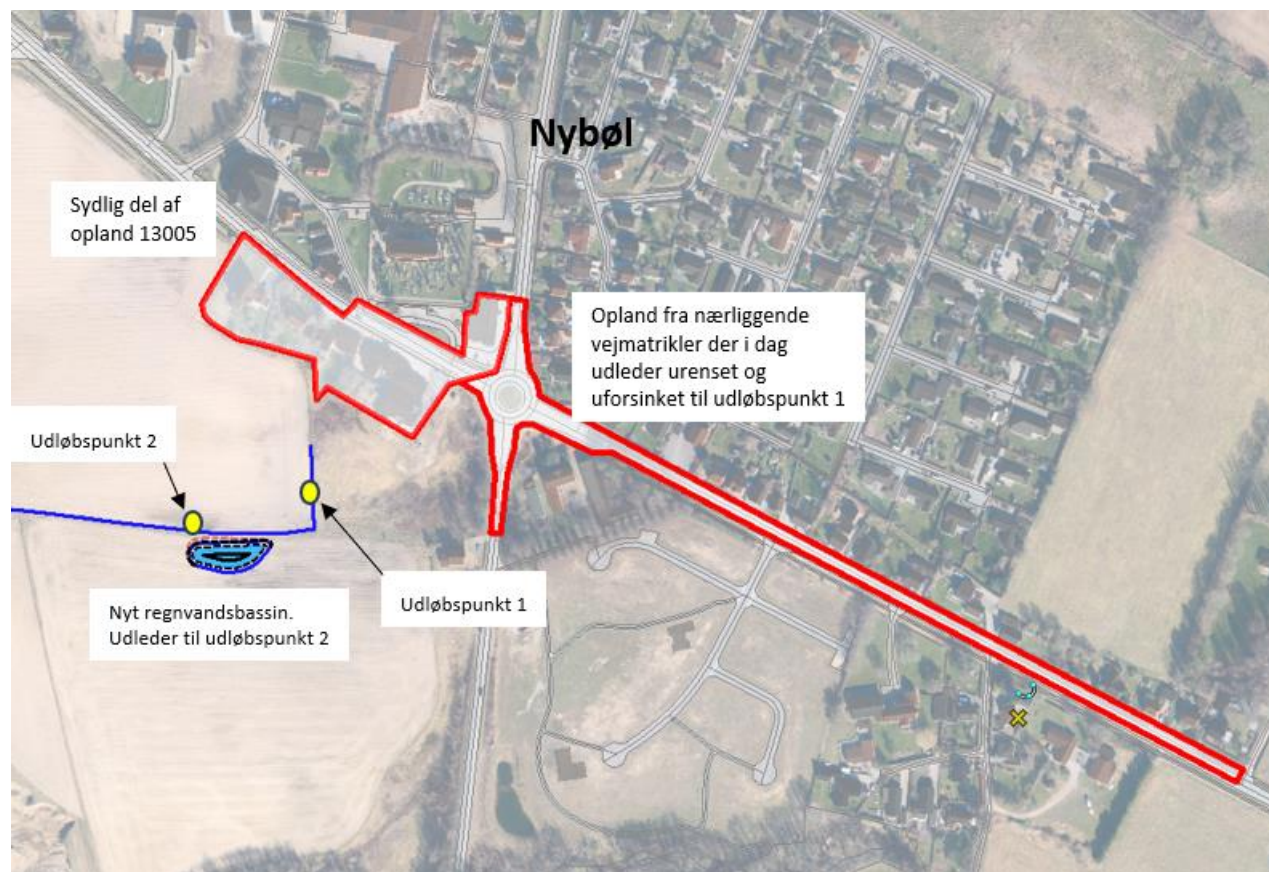 Nybøl
Sydlig del af
opland 13005
Opland fra nærliggende
vejmatrikler der i dag
udleder urenset og
uforsinket til udløbspunkt 1
Udløbspunkt 2
Udløbspunkt 1
Nyt regnvandsbassin.
Udleder til udløbspunkt 2